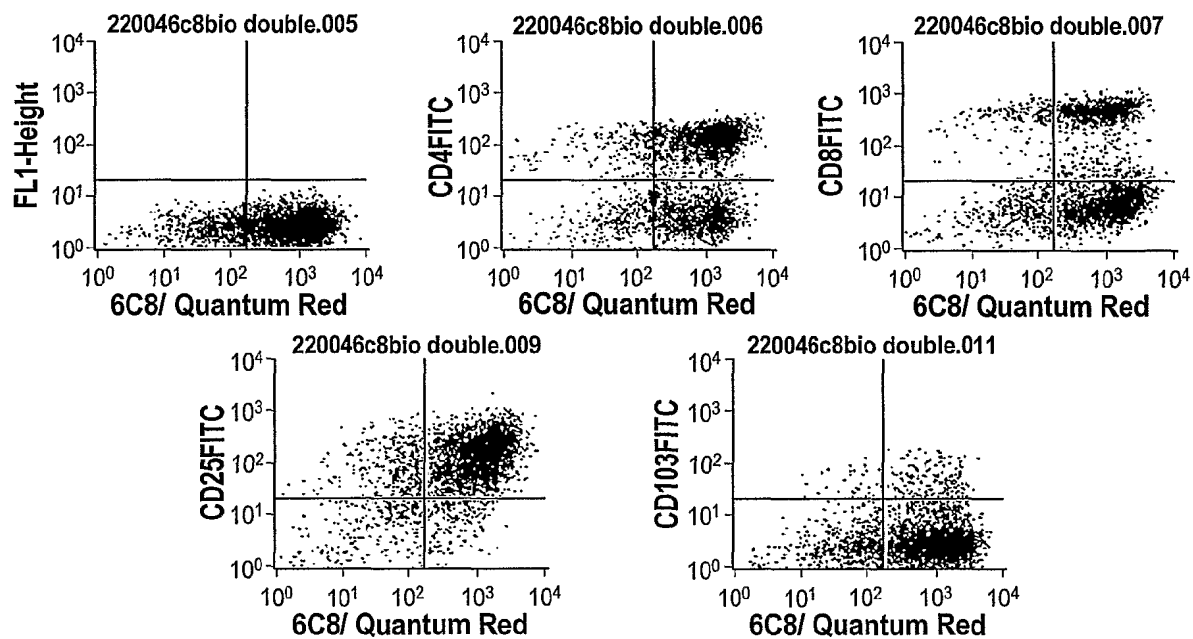 220046c8bio double.005
FL1-Height
10⁴
10³
10²
10¹
10⁰
10⁰ 10¹ 10² 10³ 10⁴
6C8/ Quantum Red
220046c8bio double.006
CD4FITC
10⁴
10³
10²
10¹
10⁰
10⁰ 10¹ 10² 10³ 10⁴
6C8/ Quantum Red
220046c8bio double.007
CD8FITC
10⁴
10³
10²
10¹
10⁰
10⁰ 10¹ 10² 10³ 10⁴
6C8/ Quantum Red
220046c8bio double.009
CD25FITC
10⁴
10³
10²
10¹
10⁰
10⁰ 10¹ 10² 10³ 10⁴
6C8/ Quantum Red
220046c8bio double.011
CD103FITC
10⁴
10³
10²
10¹
10⁰
10⁰ 10¹ 10² 10³ 10⁴
6C8/ Quantum Red